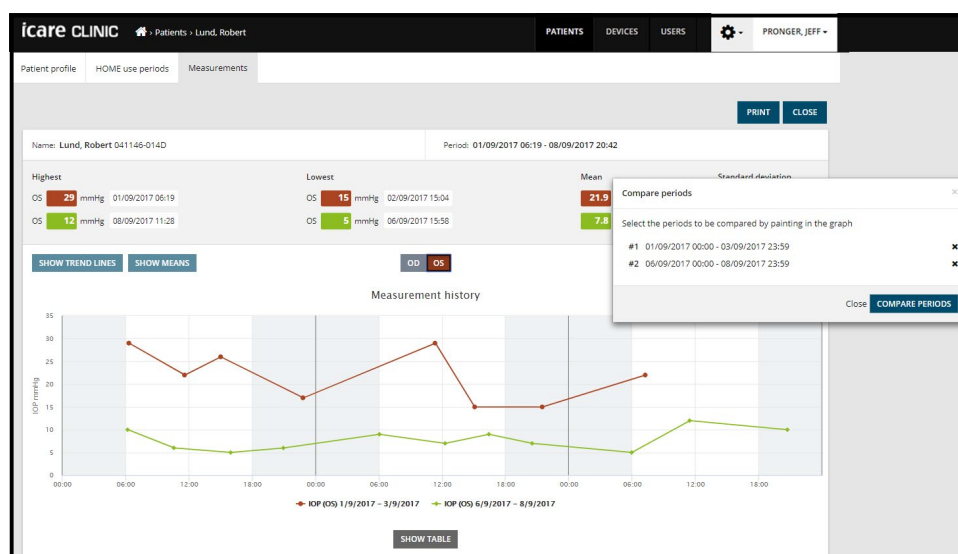 icare CLINIC › Patients › Lund, Robert PATIENTS DEVICES USERS PRONGER, JEFF
Patient profile HOME use periods Measurements
PRINT CLOSE
Name: Lund, Robert 041146-014D Period: 01/09/2017 06:19 - 08/09/2017 20:42
Highest Lowest Mean Standard deviation
OS 29 mmHg 01/09/2017 06:19 OS 15 mmHg 02/09/2017 15:04 21.9
OS 12 mmHg 08/09/2017 11:28 OS 5 mmHg 06/09/2017 15:58 7.8
Compare periods ×
Select the periods to be compared by painting in the graph
#1 01/09/2017 00:00 - 03/09/2017 23:59 ×
#2 06/09/2017 00:00 - 08/09/2017 23:59 ×
Close COMPARE PERIODS
SHOW TREND LINES SHOW MEANS OD OS
Measurement history
IOP mmHg
35
30
25
20
15
10
5
0
00:00 06:00 12:00 18:00 00:00 06:00 12:00 18:00 00:00 06:00 12:00 18:00
IOP (OS) 1/9/2017 – 3/9/2017 IOP (OS) 6/9/2017 – 8/9/2017
SHOW TABLE